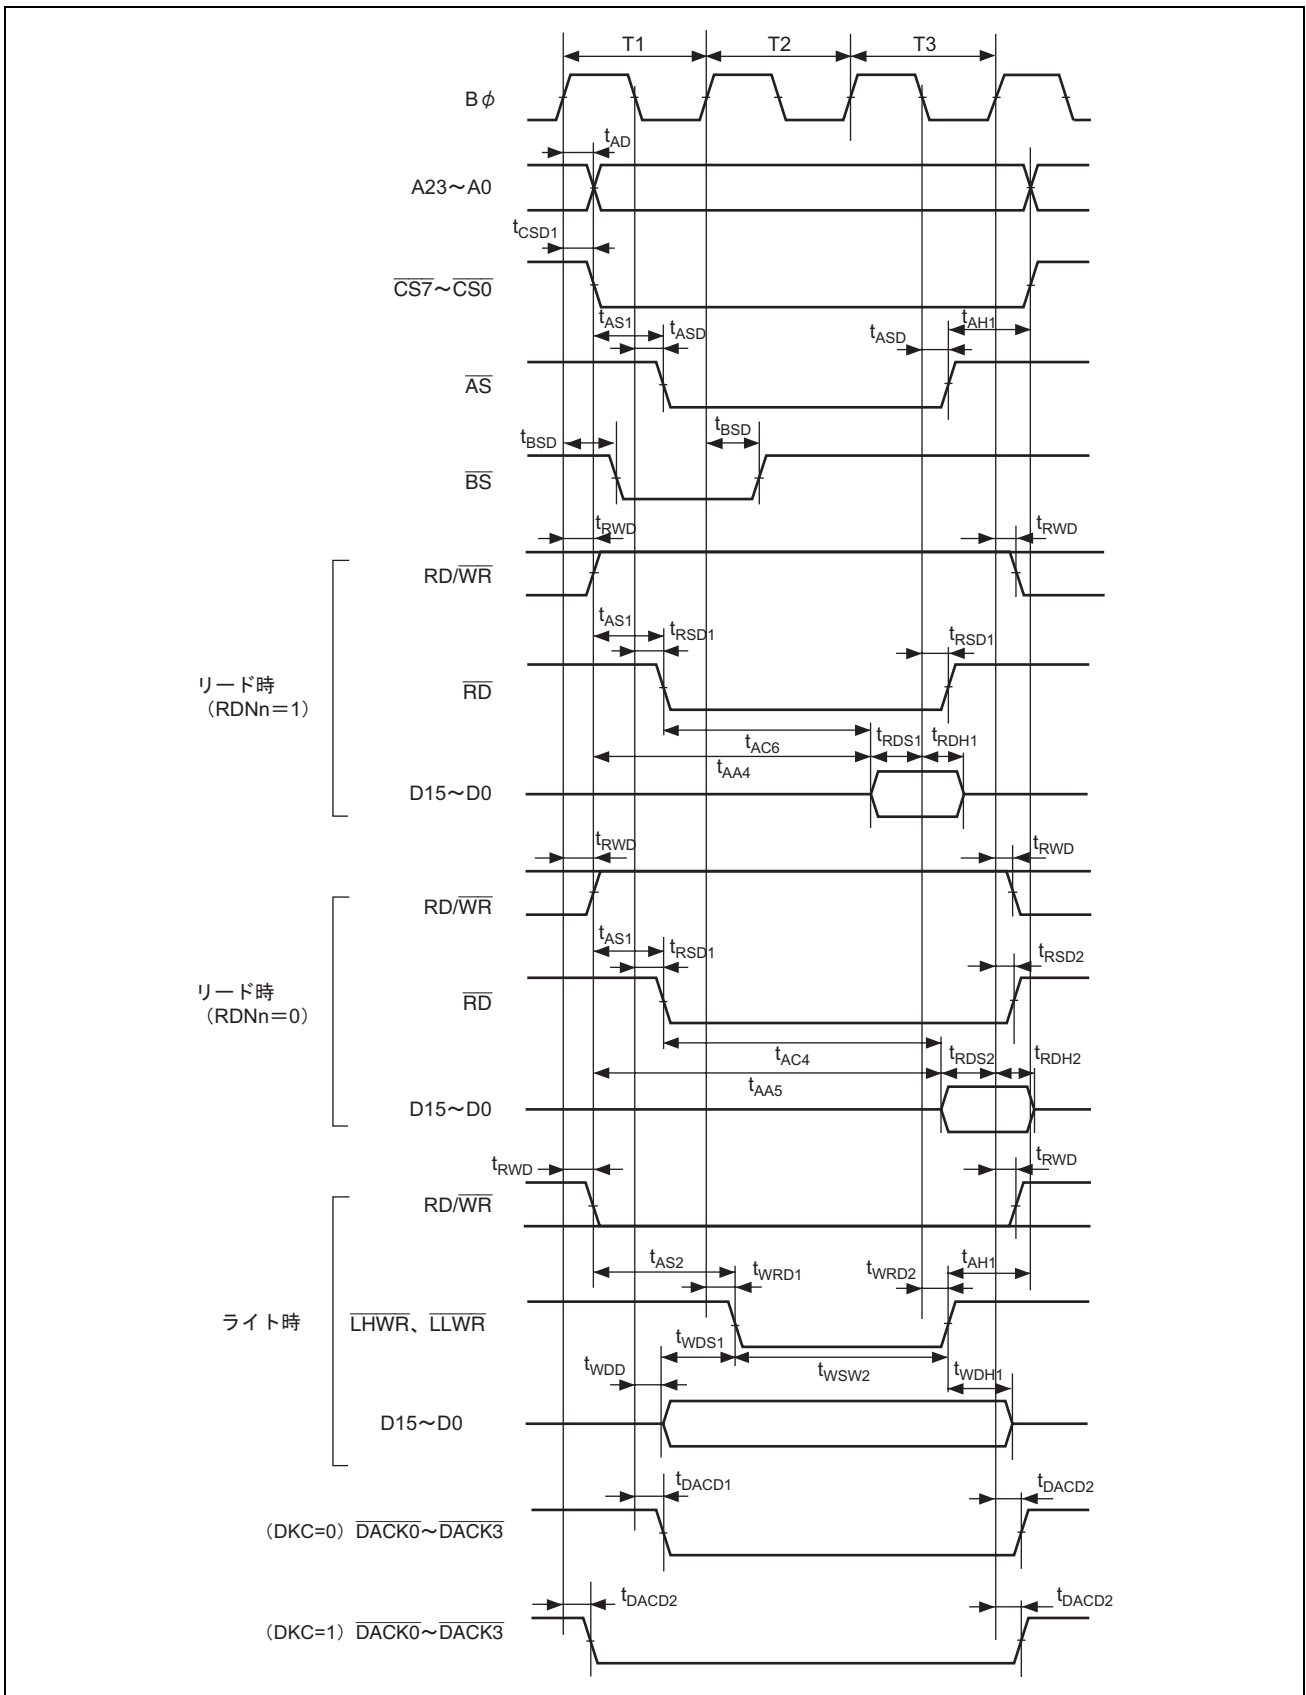 T1 T2 T3
Bφ
tAD
A23～A0
tCSD1
CS7～CS0
tAS1 tASD tASD tAH1
AS
tBSD tBSD
BS
tRWD tRWD
RD/WR
tAS1 tRSD1 tRSD1
リード時
（RDNn＝1）
RD
tAC6 tRDS1 tRDH1
tAA4
D15～D0
tRWD tRWD
RD/WR
tAS1 tRSD1 tRSD2
リード時
（RDNn＝0）
RD
tAC4 tRDS2 tRDH2
tAA5
D15～D0
tRWD tRWD
RD/WR
tAS2 tWRD1 tWRD2 tAH1
ライト時
LHWR、LLWR
tWDS1
tWDD tWSW2 tWDH1
D15～D0
tDACD1 tDACD2
（DKC=0）DACK0～DACK3
tDACD2 tDACD2
（DKC=1）DACK0～DACK3